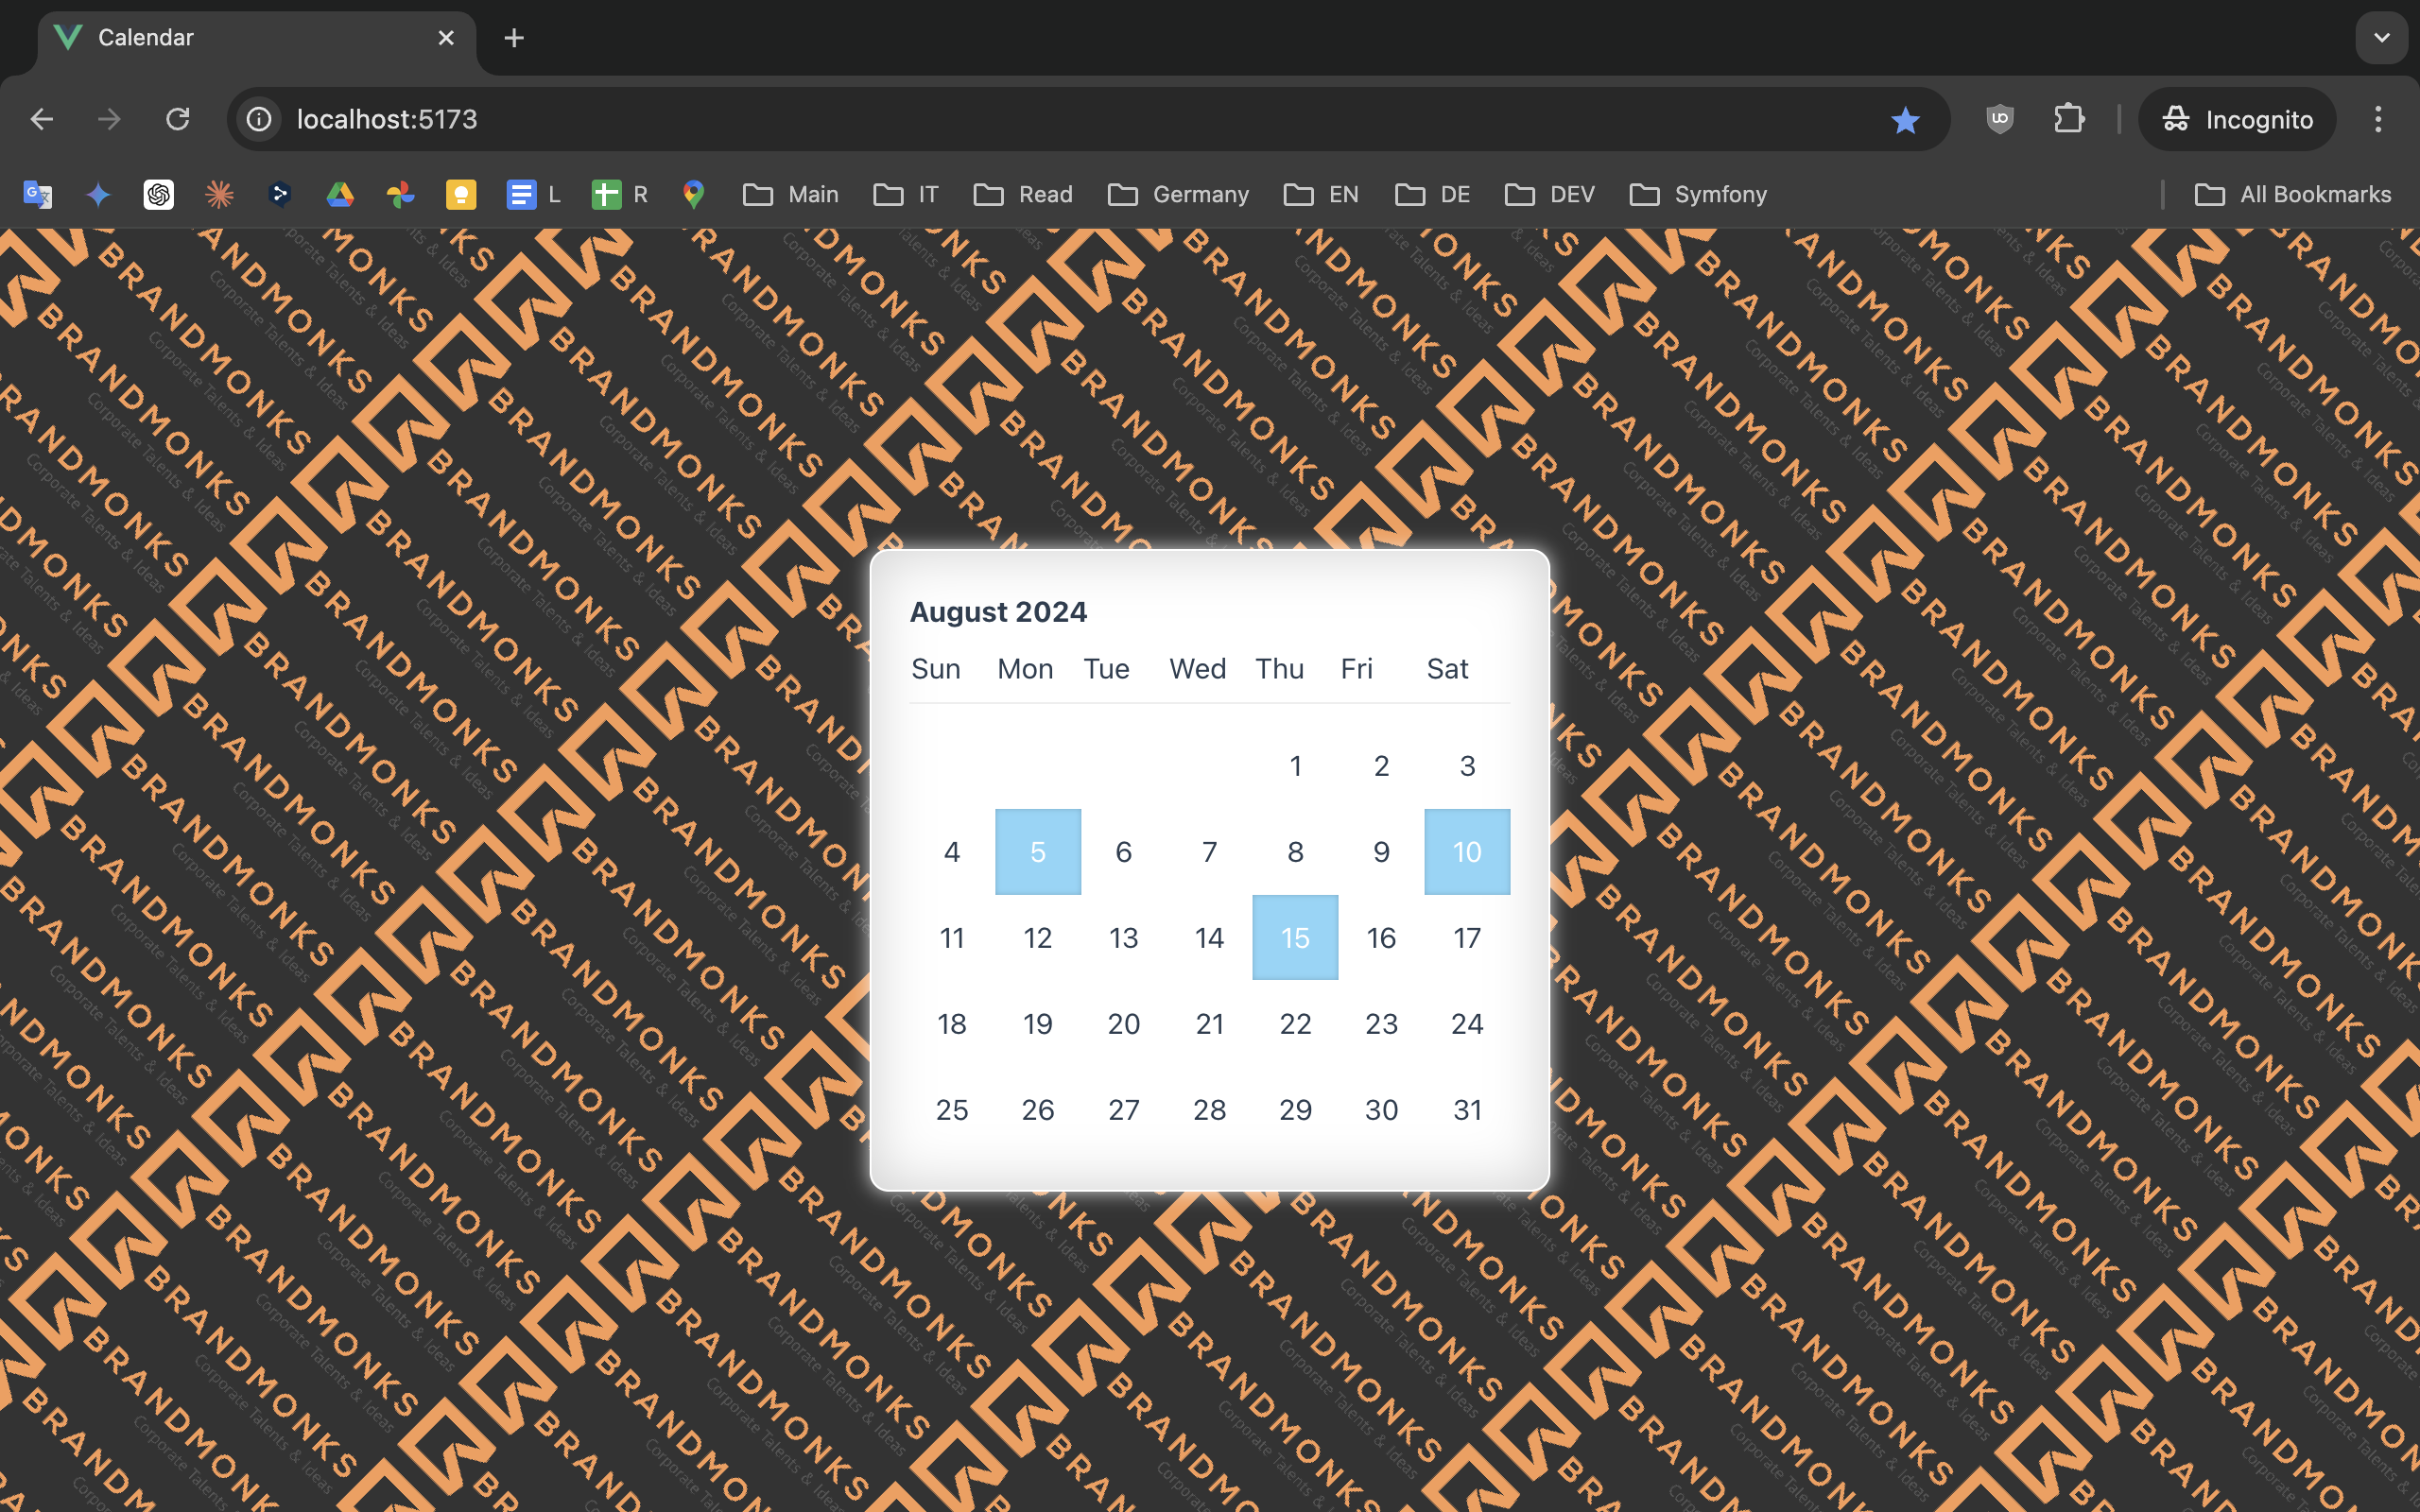 Calendar
localhost:5173
Incognito
L R Main IT Read Germany EN DE DEV Symfony All Bookmarks
BRANDMONKS
Corporate Talents & Ideas
August 2024
Sun Mon Tue Wed Thu Fri Sat
1 2 3
4 5 6 7 8 9 10
11 12 13 14 15 16 17
18 19 20 21 22 23 24
25 26 27 28 29 30 31